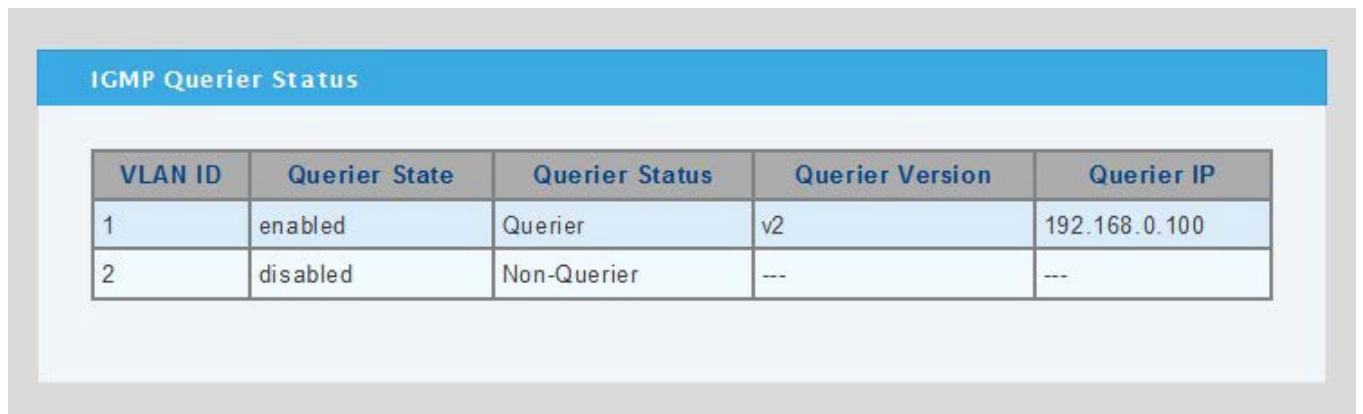 IGMP Querier Status
VLAN ID Querier State Querier Status Querier Version Querier IP
1 enabled Querier v2 192.168.0.100
2 disabled Non-Querier --- ---